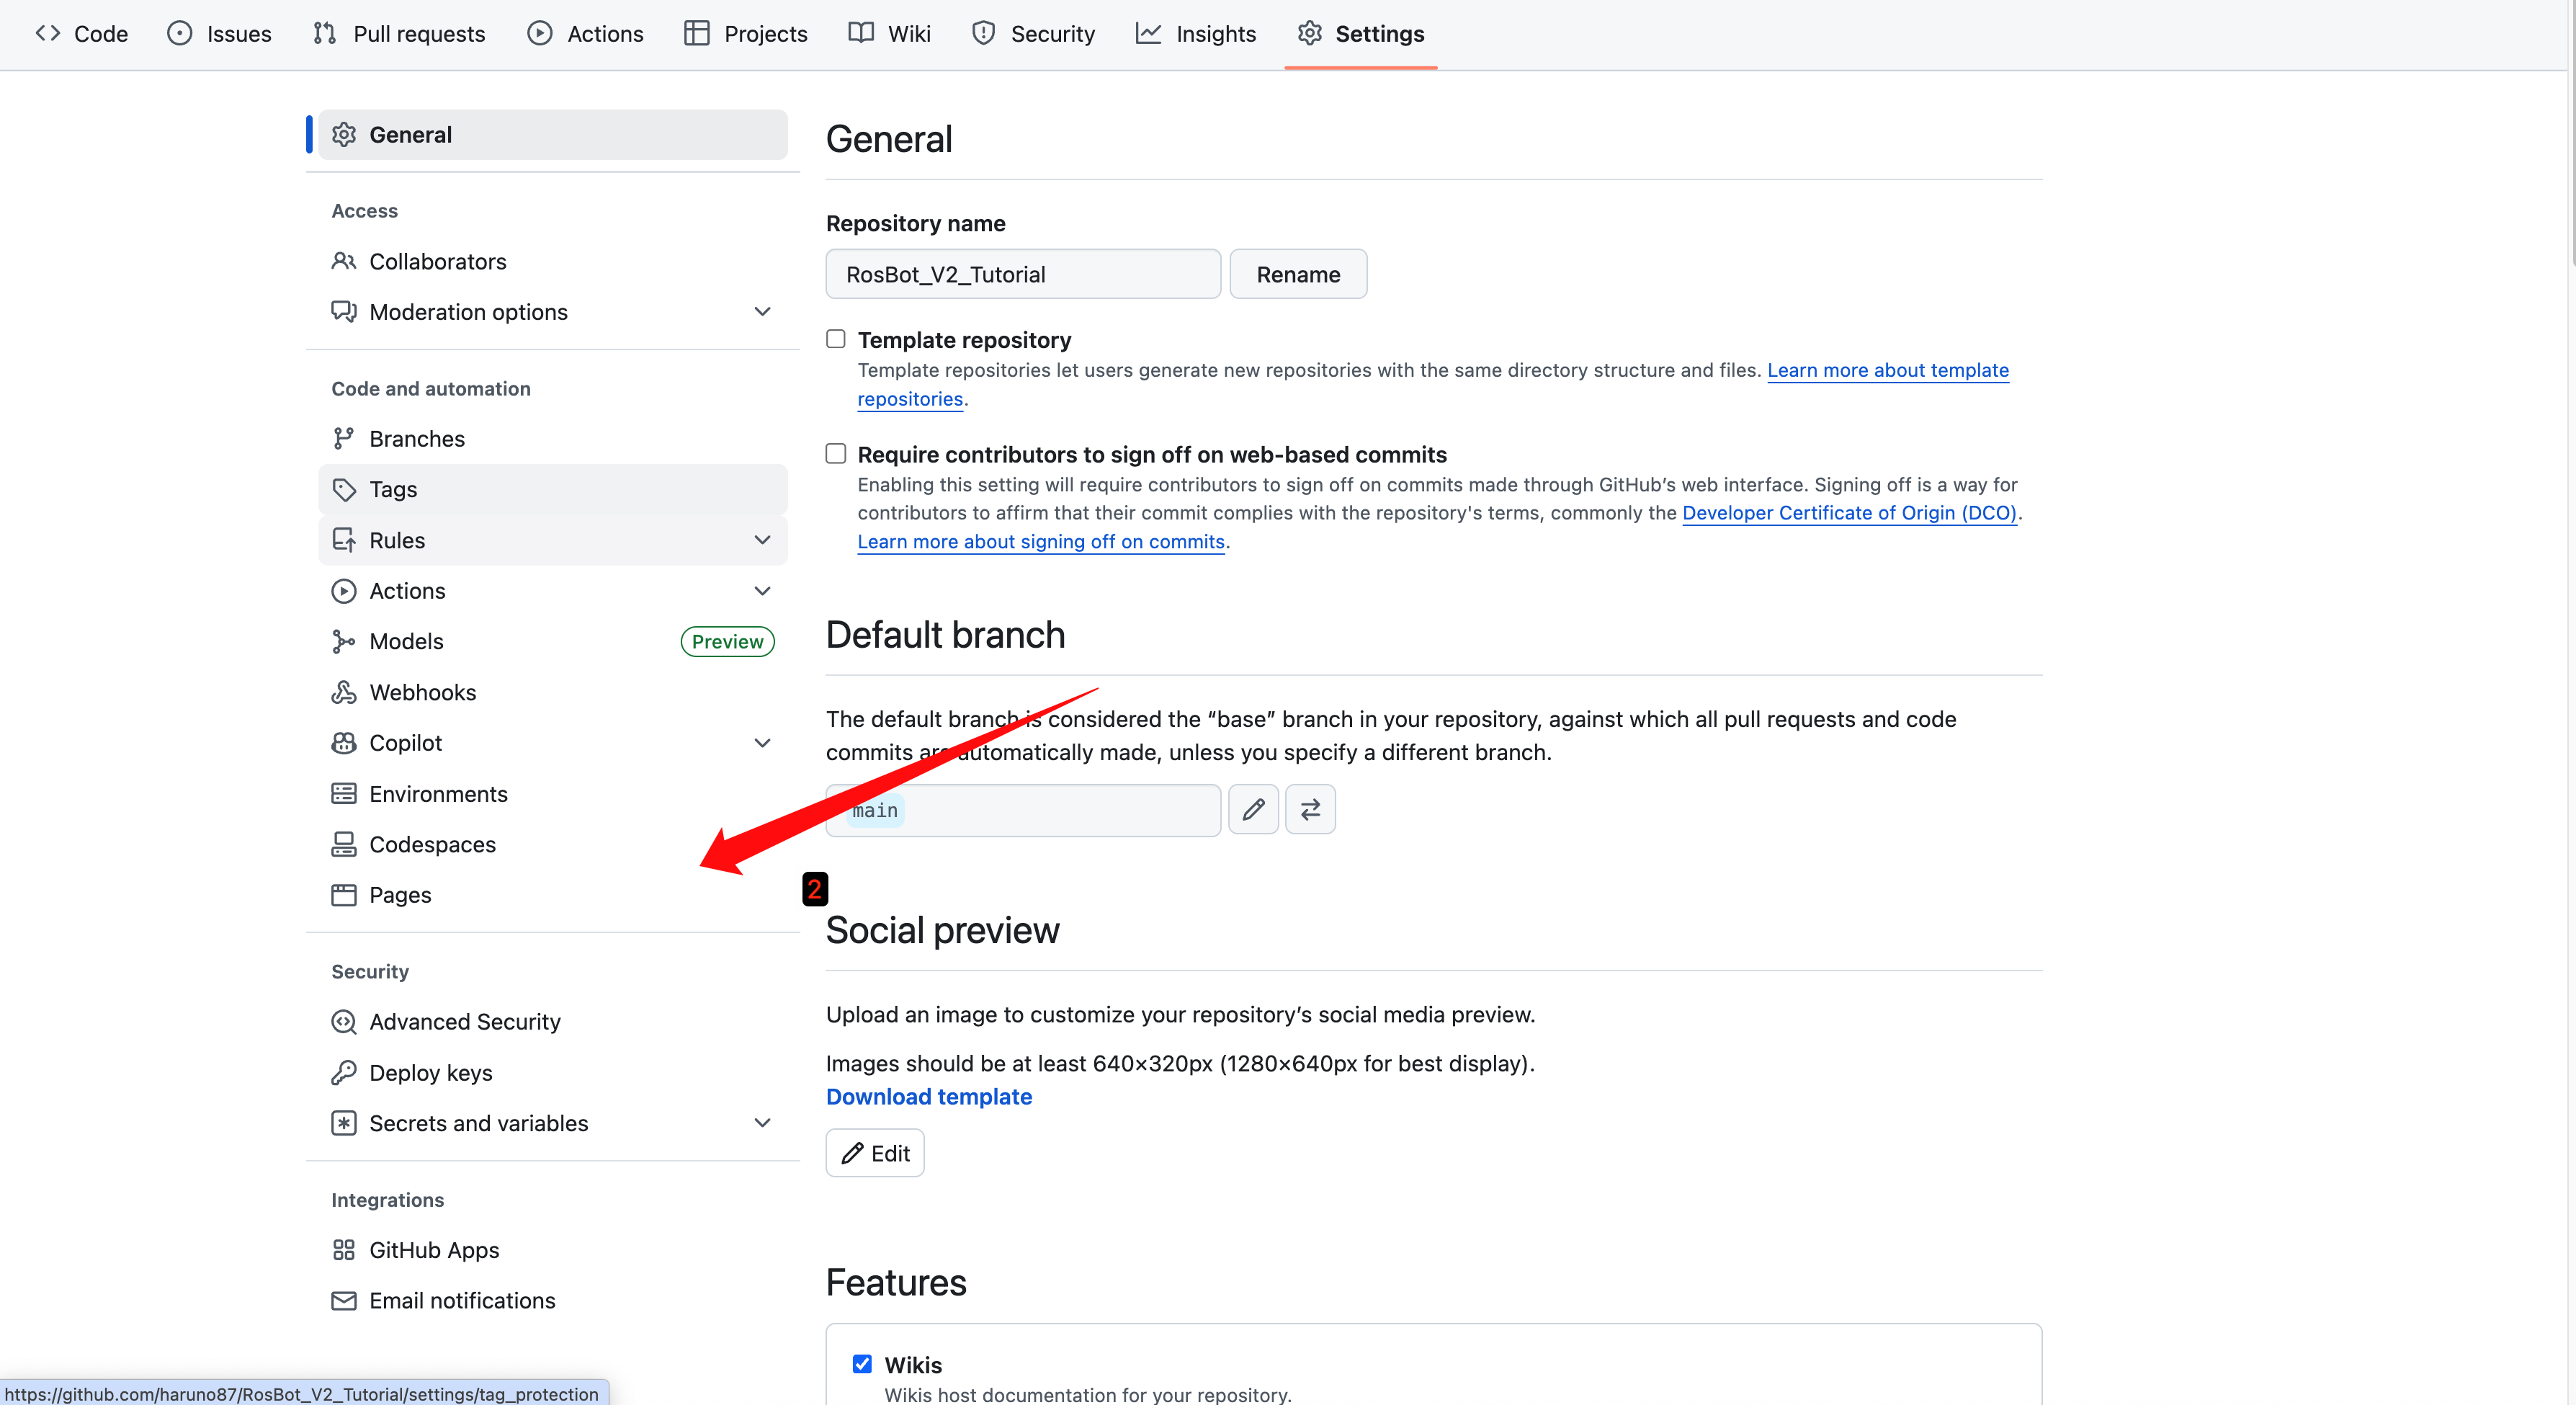 Code Issues Pull requests Actions Projects Wiki Security Insights Settings
General
Access
Collaborators
Moderation options
Code and automation
Branches
Tags
Rules
Actions
Models Preview
Webhooks
Copilot
Environments
Codespaces
Pages
Security
Advanced Security
Deploy keys
Secrets and variables
Integrations
GitHub Apps
Email notifications
General
Repository name
RosBot_V2_Tutorial Rename
Template repository
Template repositories let users generate new repositories with the same directory structure and files. Learn more about template
repositories.
Require contributors to sign off on web-based commits
Enabling this setting will require contributors to sign off on commits made through GitHub’s web interface. Signing off is a way for
contributors to affirm that their commit complies with the repository's terms, commonly the Developer Certificate of Origin (DCO).
Learn more about signing off on commits.
Default branch
The default branch is considered the “base” branch in your repository, against which all pull requests and code
commits are automatically made, unless you specify a different branch.
main
2
Social preview
Upload an image to customize your repository’s social media preview.
Images should be at least 640×320px (1280×640px for best display).
Download template
Edit
Features
Wikis
Wikis host documentation for your repository.
https://github.com/haruno87/RosBot_V2_Tutorial/settings/tag_protection